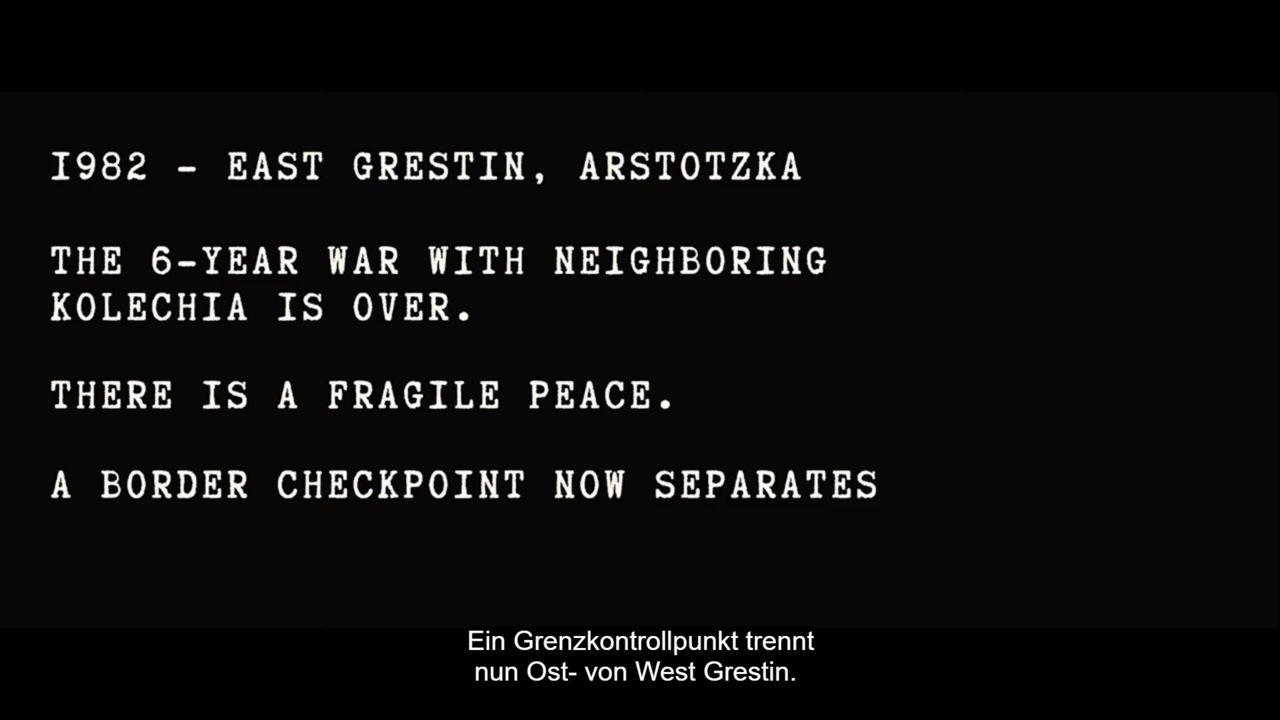 1982 - EAST GRESTIN, ARSTOTZKA
THE 6-YEAR WAR WITH NEIGHBORING
KOLECHIA IS OVER.
THERE IS A FRAGILE PEACE.
A BORDER CHECKPOINT NOW SEPARATES
Ein Grenzkontrollpunkt trennt
nun Ost- von West Grestin.